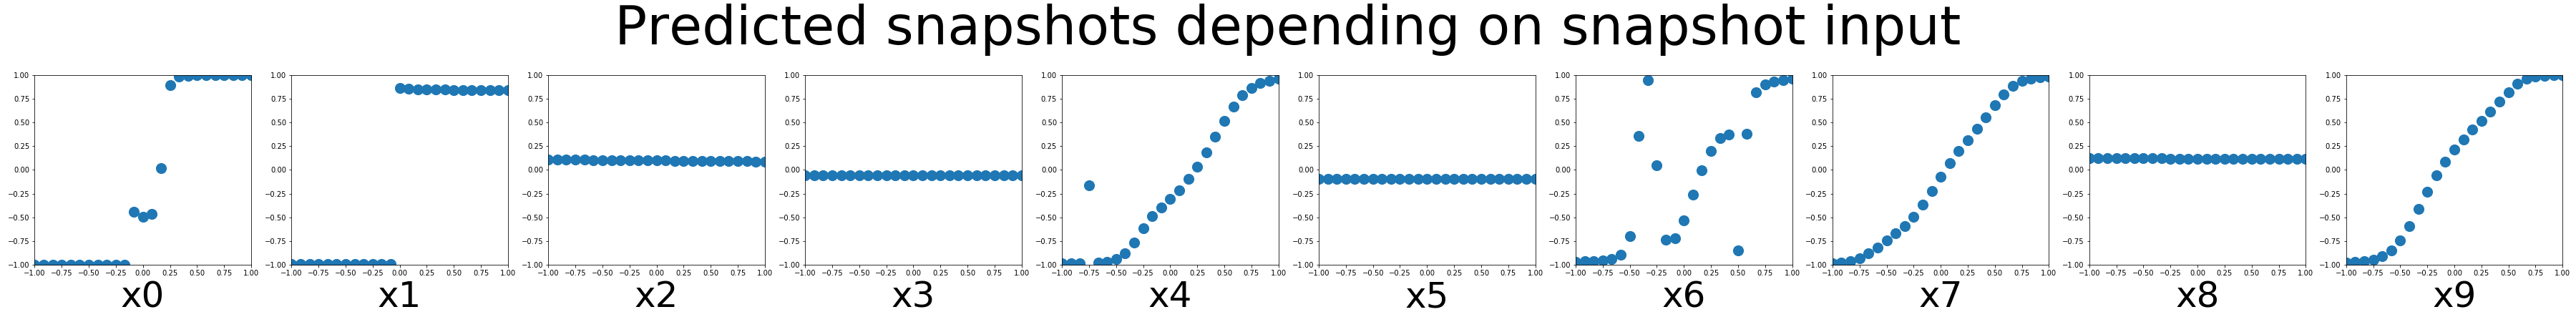 Predicted snapshots depending on snapshot input
1.00 1.00 1.00 1.00 1.00 1.00 1.00 1.00 1.00 1.00
0.75 0.75 0.75 0.75 0.75 0.75 0.75 0.75 0.75 0.75
0.50 0.50 0.50 0.50 0.50 0.50 0.50 0.50 0.50 0.50
0.25 0.25 0.25 0.25 0.25 0.25 0.25 0.25 0.25 0.25
0.00 0.00 0.00 0.00 0.00 0.00 0.00 0.00 0.00 0.00
−0.25 −0.25 −0.25 −0.25 −0.25 −0.25 −0.25 −0.25 −0.25 −0.25
−0.50 −0.50 −0.50 −0.50 −0.50 −0.50 −0.50 −0.50 −0.50 −0.50
−0.75 −0.75 −0.75 −0.75 −0.75 −0.75 −0.75 −0.75 −0.75 −0.75
−1.00 −1.00 −1.00 −1.00 −1.00 −1.00 −1.00 −1.00 −1.00 −1.00
−1.00 −0.75 −0.50 −0.25 0.00 0.25 0.50 0.75 1.00 −1.00 −0.75 −0.50 −0.25 0.00 0.25 0.50 0.75 1.00 −1.00 −0.75 −0.50 −0.25 0.00 0.25 0.50 0.75 1.00 −1.00 −0.75 −0.50 −0.25 0.00 0.25 0.50 0.75 1.00 −1.00 −0.75 −0.50 −0.25 0.00 0.25 0.50 0.75 1.00 −1.00 −0.75 −0.50 −0.25 0.00 0.25 0.50 0.75 1.00 −1.00 −0.75 −0.50 −0.25 0.00 0.25 0.50 0.75 1.00 −1.00 −0.75 −0.50 −0.25 0.00 0.25 0.50 0.75 1.00 −1.00 −0.75 −0.50 −0.25 0.00 0.25 0.50 0.75 1.00 −1.00 −0.75 −0.50 −0.25 0.00 0.25 0.50 0.75 1.00
x0 x1 x2 x3 x4 x5 x6 x7 x8 x9